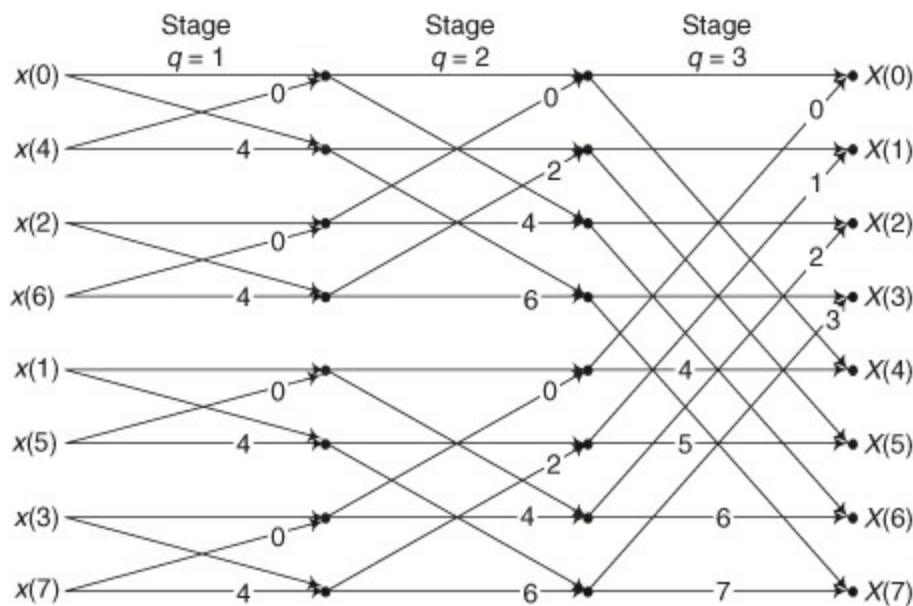 Stage Stage Stage
q = 1 q = 2 q = 3
x(0) X(0)
0 0 0
x(4) 4 X(1)
2 1
x(2) 4 X(2)
0 2
x(6) 4 6 X(3)
3
x(1) 4 X(4)
0 0
x(5) 4 5 X(5)
2
x(3) 4 6 X(6)
0
x(7) 4 6 7 X(7)